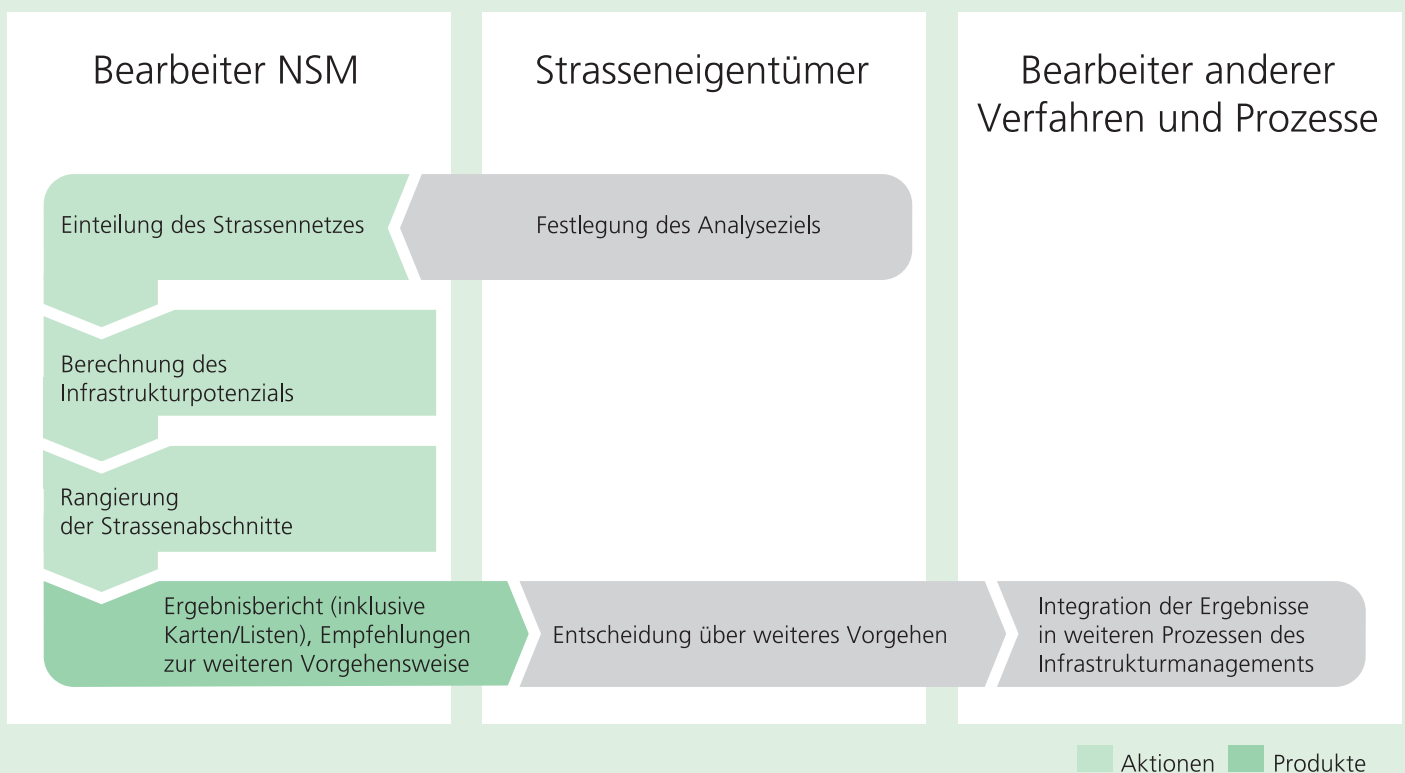 Bearbeiter NSM
Strasseneigentümer
Bearbeiter anderer
Verfahren und Prozesse
Einteilung des Strassennetzes
Festlegung des Analyseziels
Berechnung des
Infrastrukturpotenzials
Rangierung
der Strassenabschnitte
Ergebnisbericht (inklusive
Karten/Listen), Empfehlungen
zur weiteren Vorgehensweise
Entscheidung über weiteres Vorgehen
Integration der Ergebnisse
in weiteren Prozessen des
Infrastrukturmanagements
Aktionen
Produkte